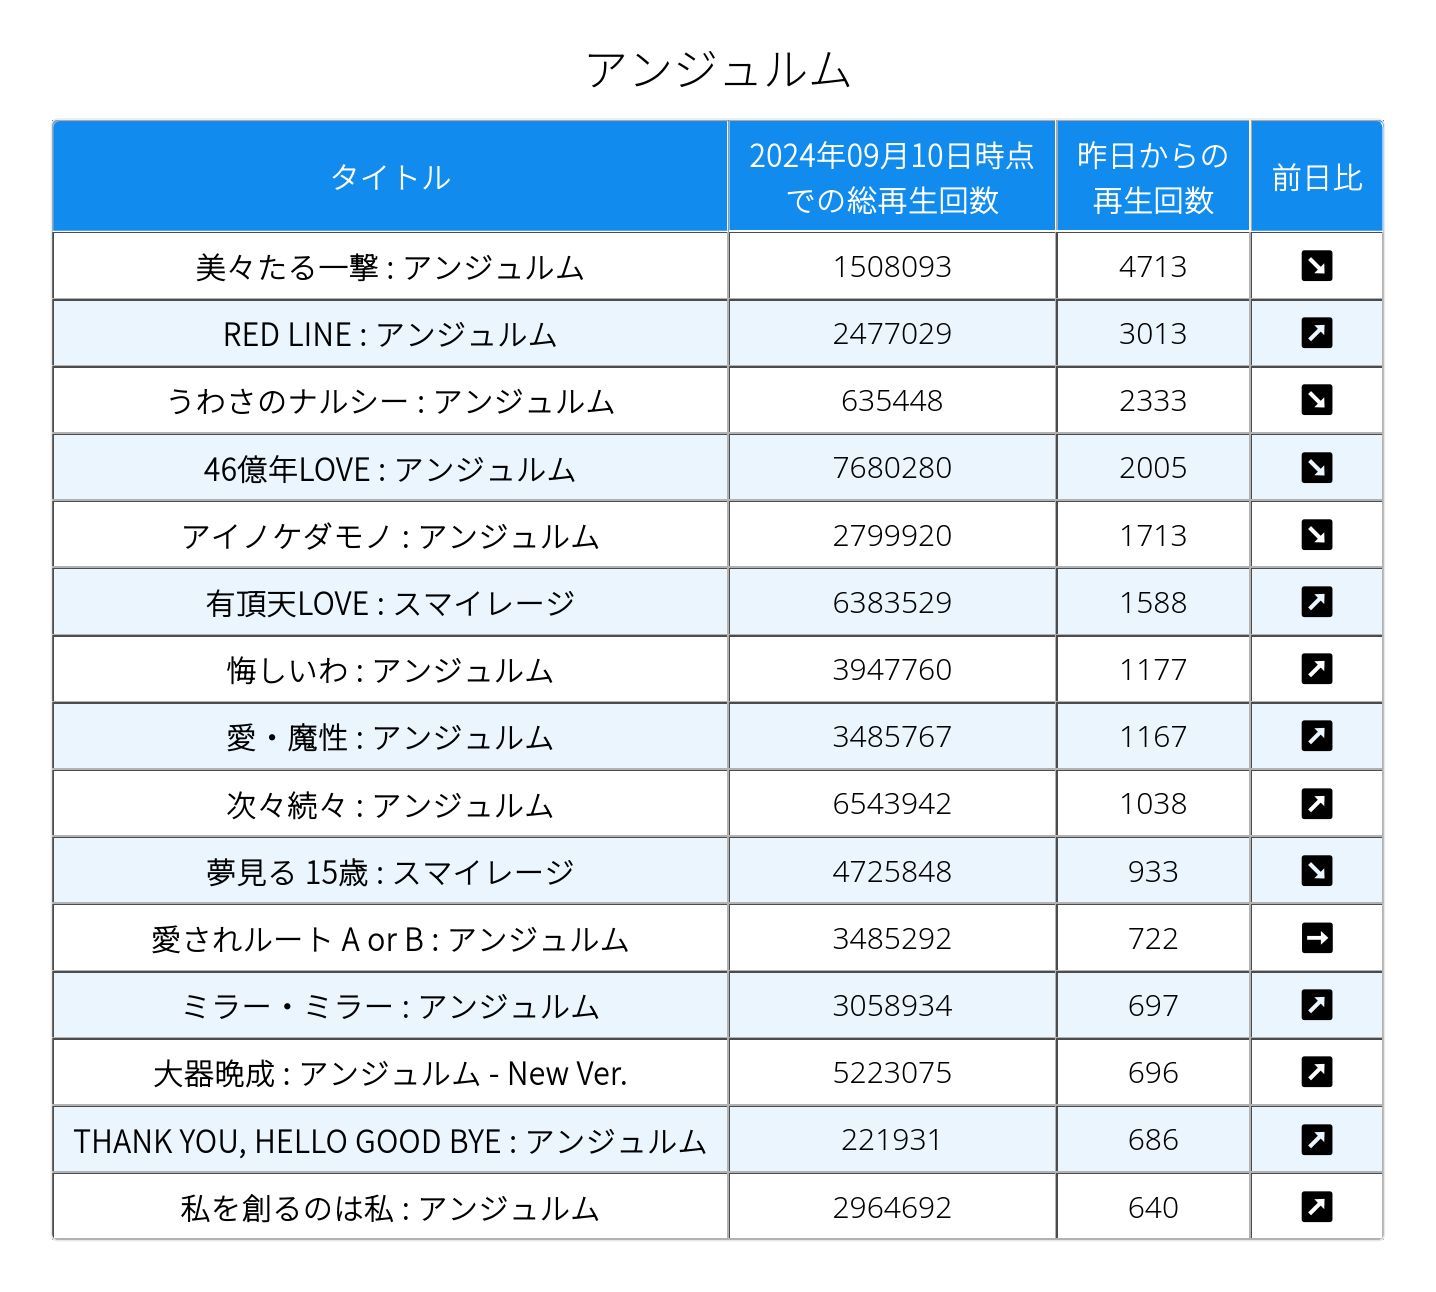 アンジュルム
タイトル 2024年09月10日時点での総再生回数 昨日からの再生回数 前日比
美々たる一撃 : アンジュルム 1508093 4713 ↘
RED LINE : アンジュルム 2477029 3013 ↗
うわさのナルシー : アンジュルム 635448 2333 ↘
46億年LOVE : アンジュルム 7680280 2005 ↘
アイノケダモノ : アンジュルム 2799920 1713 ↘
有頂天LOVE : スマイレージ 6383529 1588 ↗
悔しいわ : アンジュルム 3947760 1177 ↗
愛・魔性 : アンジュルム 3485767 1167 ↗
次々続々 : アンジュルム 6543942 1038 ↗
夢見る 15歳 : スマイレージ 4725848 933 ↘
愛されルート A or B : アンジュルム 3485292 722 →
ミラー・ミラー : アンジュルム 3058934 697 ↗
大器晩成 : アンジュルム - New Ver. 5223075 696 ↗
THANK YOU, HELLO GOOD BYE : アンジュルム 221931 686 ↗
私を創るのは私 : アンジュルム 2964692 640 ↗